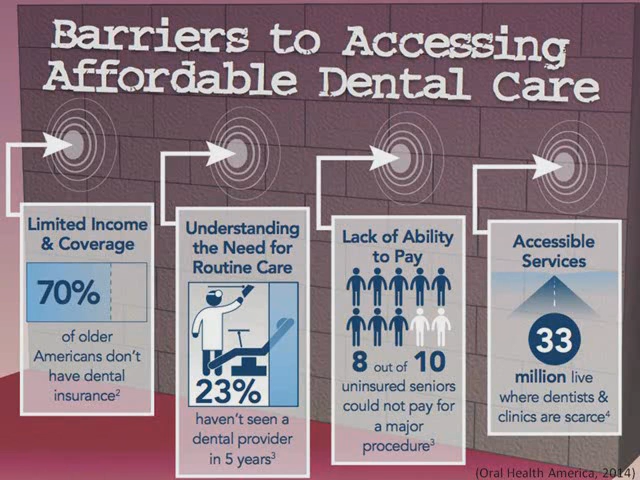 Barriers to Accessing
Affordable Dental Care
Limited Income
& Coverage
70%
of older
Americans don't
have dental
insurance²
Understanding
the Need for
Routine Care
23%
haven't seen a
dental provider
in 5 years³
Lack of Ability
to Pay
8 out of 10
uninsured seniors
could not pay for
a major
procedure³
Accessible
Services
33
million live
where dentists &
clinics are scarce⁴
(Oral Health America, 2014)